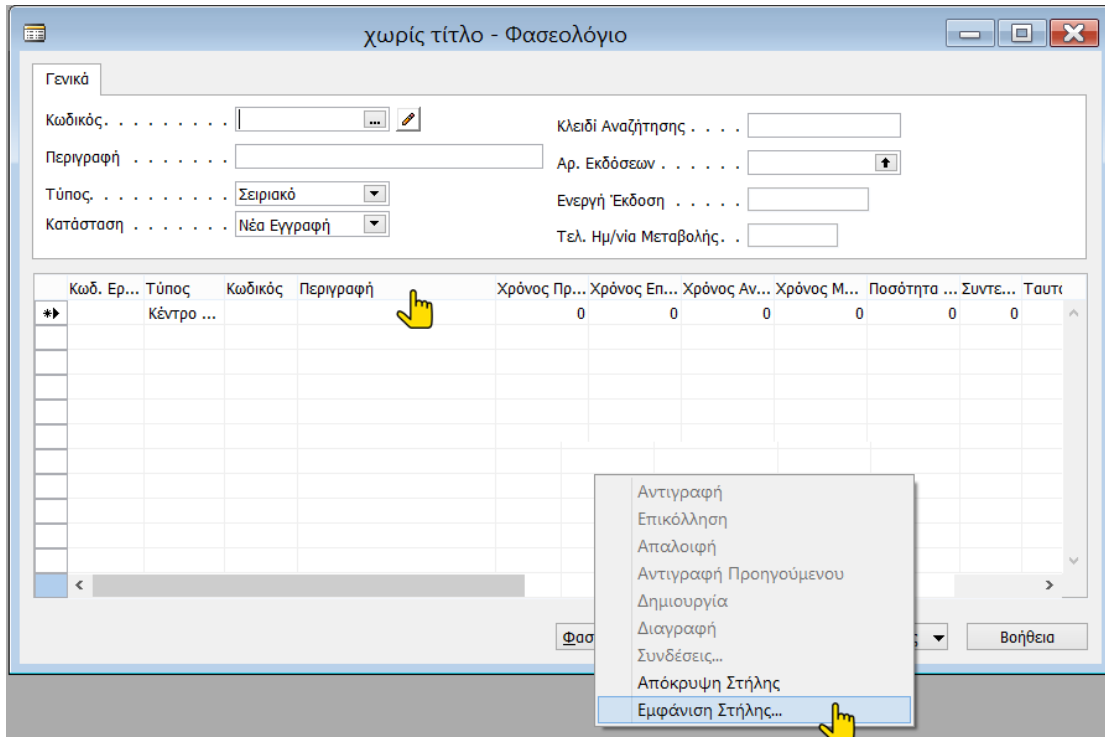 χωρίς τίτλο - Φασεολόγιο
Γενικά
Κωδικός. . . . . . . . . . ...
Περιγραφή . . . . . . .
Τύπος. . . . . . . . . . Σειριακό
Κατάσταση . . . . . . . Νέα Εγγραφή
Κλειδί Αναζήτησης . . . .
Αρ. Εκδόσεων . . . . . .
Ενεργή Έκδοση . . . . .
Τελ. Ημ/νία Μεταβολής. .
Κωδ. Ερ... Τύπος Κωδικός Περιγραφή Χρόνος Πρ... Χρόνος Επ... Χρόνος Αν... Χρόνος Μ... Ποσότητα ... Συντε... Ταυτο
Κέντρο ... 0 0 0 0 0 0
Αντιγραφή
Επικόλληση
Απαλοιφή
Αντιγραφή Προηγούμενου
Δημιουργία
Διαγραφή
Συνδέσεις...
Απόκρυψη Στήλης
Εμφάνιση Στήλης...
Φασ
Βοήθεια